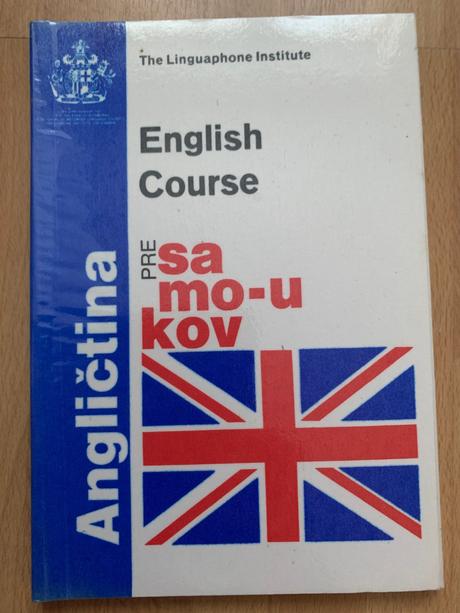 The Linguaphone Institute
English
Course
PRE
sa
mo-u
kov
Angličtina